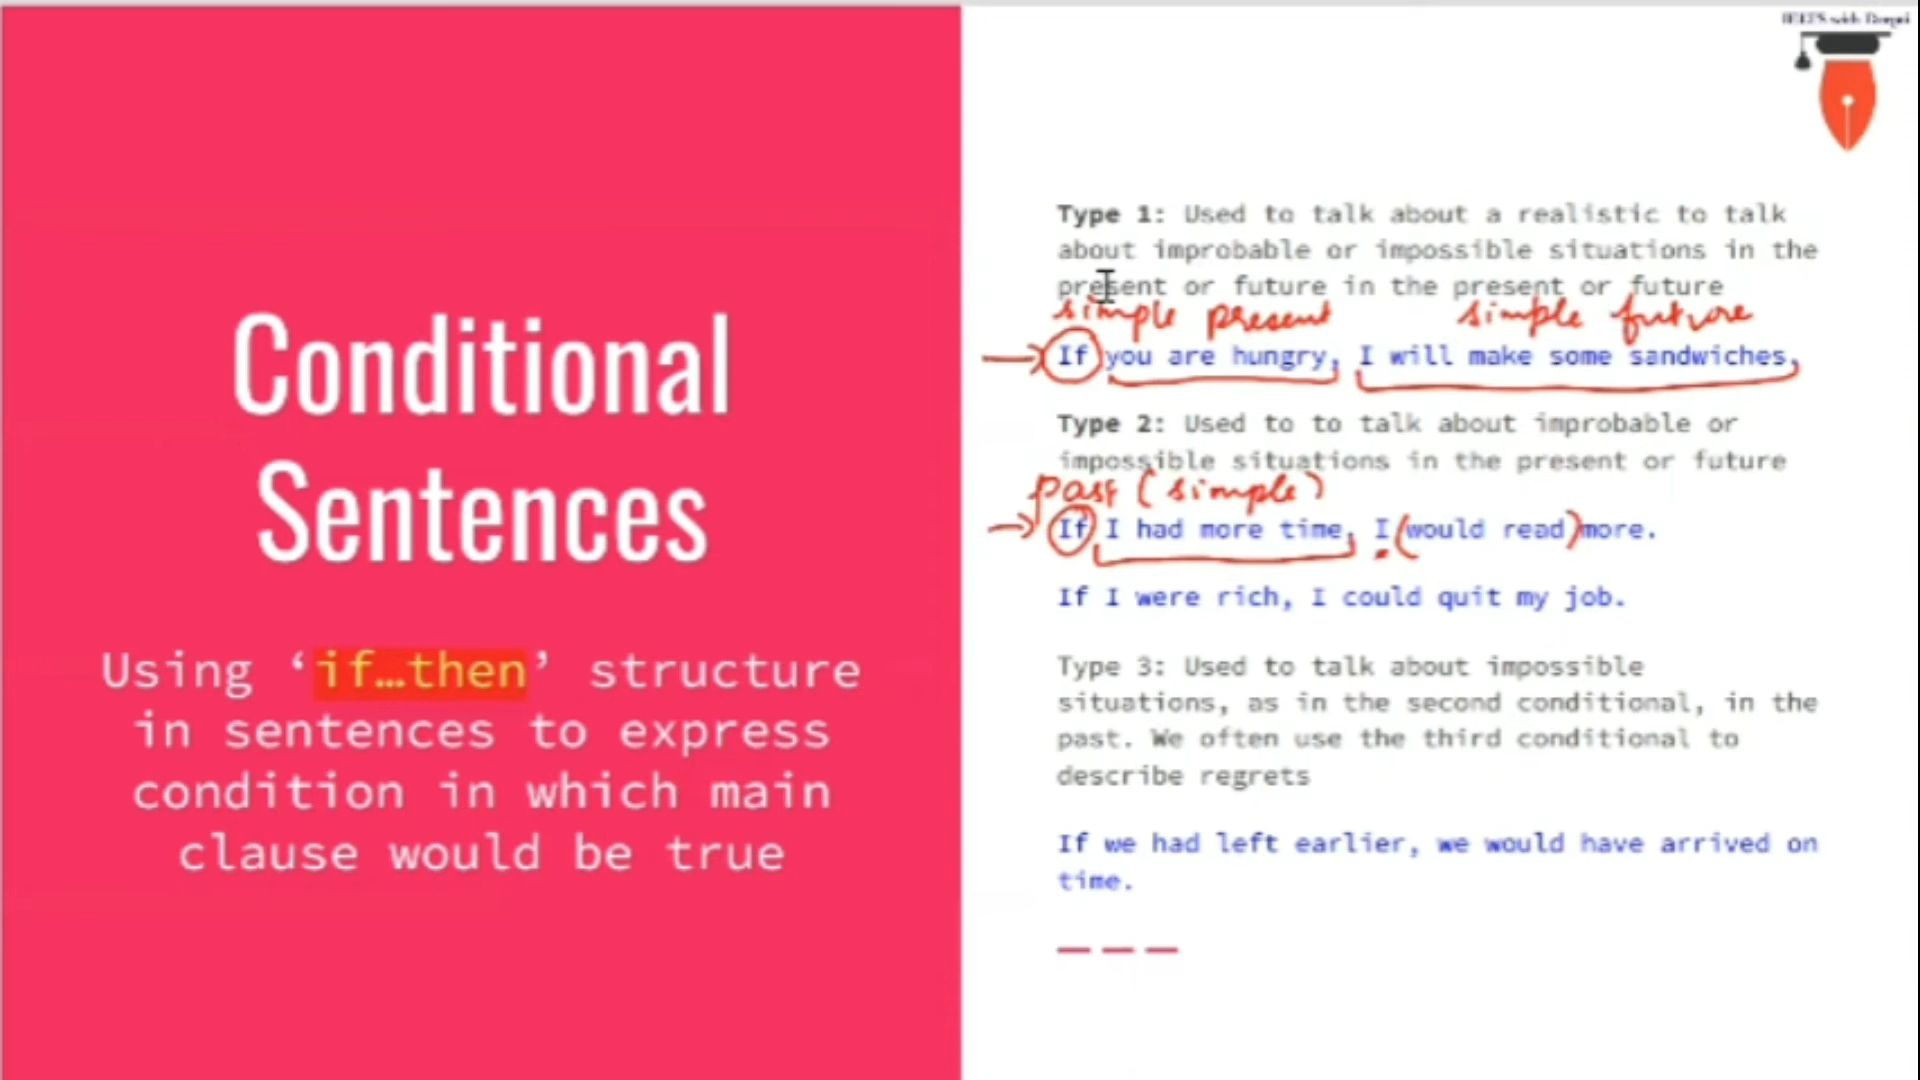 Conditional
Sentences
Using ‘if…then’ structure
in sentences to express
condition in which main
clause would be true
IELTS with
Type 1: Used to talk about a realistic to talk
about improbable or impossible situations in the
present or future in the present or future
simple present simple future
If you are hungry, I will make some sandwiches,
Type 2: Used to to talk about improbable or
impossible situations in the present or future
past (simple)
If I had more time, I (would read) more.
If I were rich, I could quit my job.
Type 3: Used to talk about impossible
situations, as in the second conditional, in the
past. We often use the third conditional to
describe regrets
If we had left earlier, we would have arrived on
time.